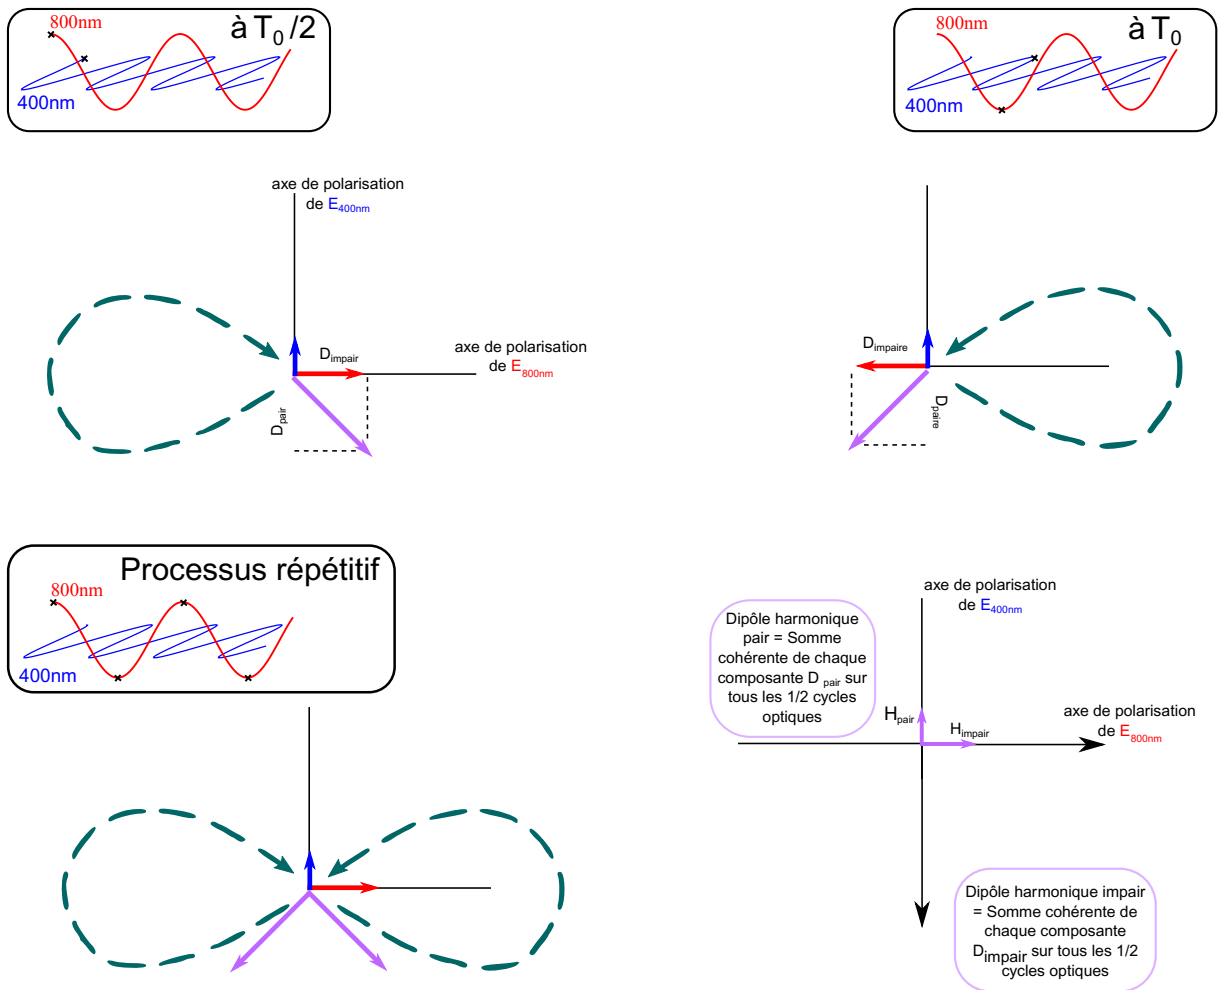 800nm
à T0 /2
400nm
800nm
à T0
400nm
axe de polarisation
de E400nm
Dimpair
axe de polarisation
de E800nm
Dpair
Dimpaire
Dpaire
Processus répétitif
800nm
400nm
axe de polarisation
de E400nm
Dipôle harmonique
pair = Somme
cohérente de chaque
composante D pair sur
tous les 1/2 cycles
optiques
Hpair
Himpair
axe de polarisation
de E800nm
Dipôle harmonique impair
= Somme cohérente de
chaque composante
Dimpair sur tous les 1/2
cycles optiques